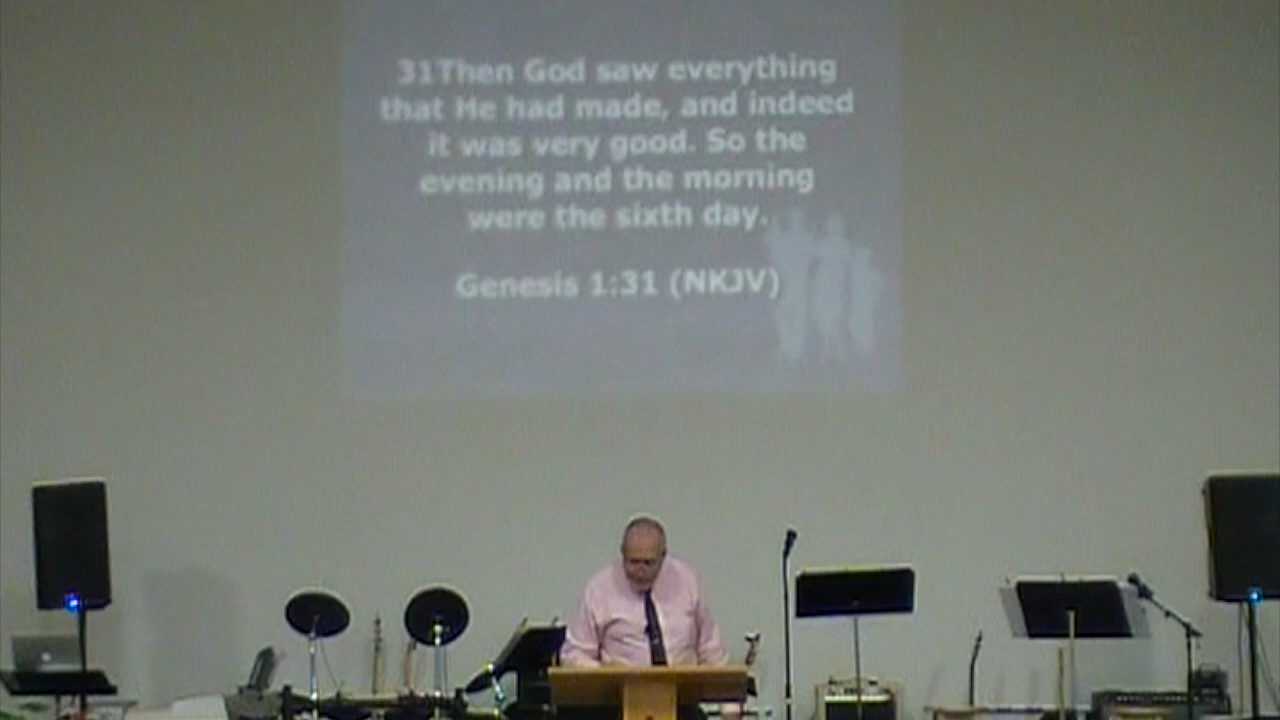 31Then God saw everything
that He had made, and indeed
it was very good. So the
evening and the morning
were the sixth day.
Genesis 1:31 (NKJV)